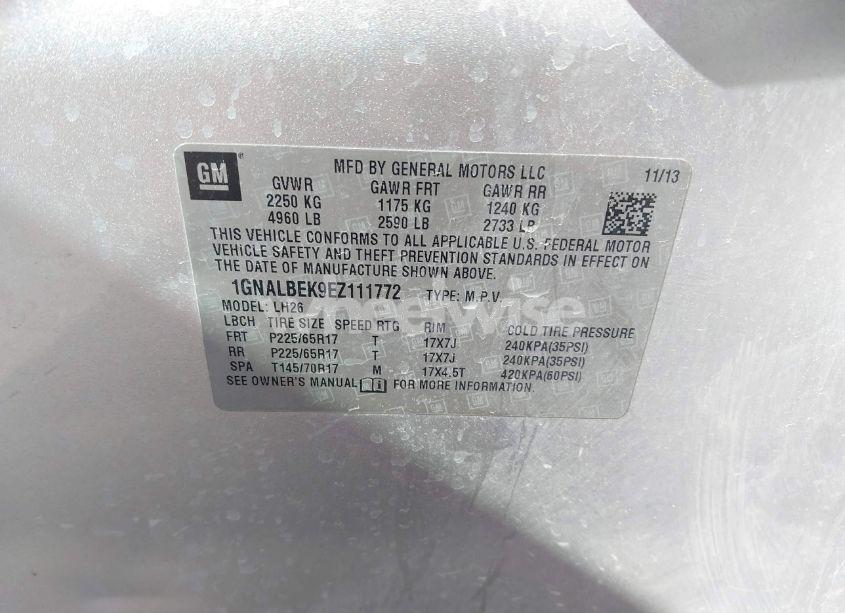 GM
MFD BY GENERAL MOTORS LLC 11/13
GVWR GAWR FRT GAWR RR
2250 KG 1175 KG 1240 KG
4960 LB 2590 LB 2733 LB
THIS VEHICLE CONFORMS TO ALL APPLICABLE U.S. FEDERAL MOTOR
VEHICLE SAFETY AND THEFT PREVENTION STANDARDS IN EFFECT ON
THE DATE OF MANUFACTURE SHOWN ABOVE.
1GNALBEK9EZ111772 TYPE: M.P.V.
MODEL: LH26
LBCH TIRE SIZE SPEED RTG RIM COLD TIRE PRESSURE
FRT P225/65R17 T 17X7J 240KPA(35PSI)
RR P225/65R17 T 17X7J 240KPA(35PSI)
SPA T145/70R17 M 17X4.5T 420KPA(60PSI)
SEE OWNER'S MANUAL FOR MORE INFORMATION.